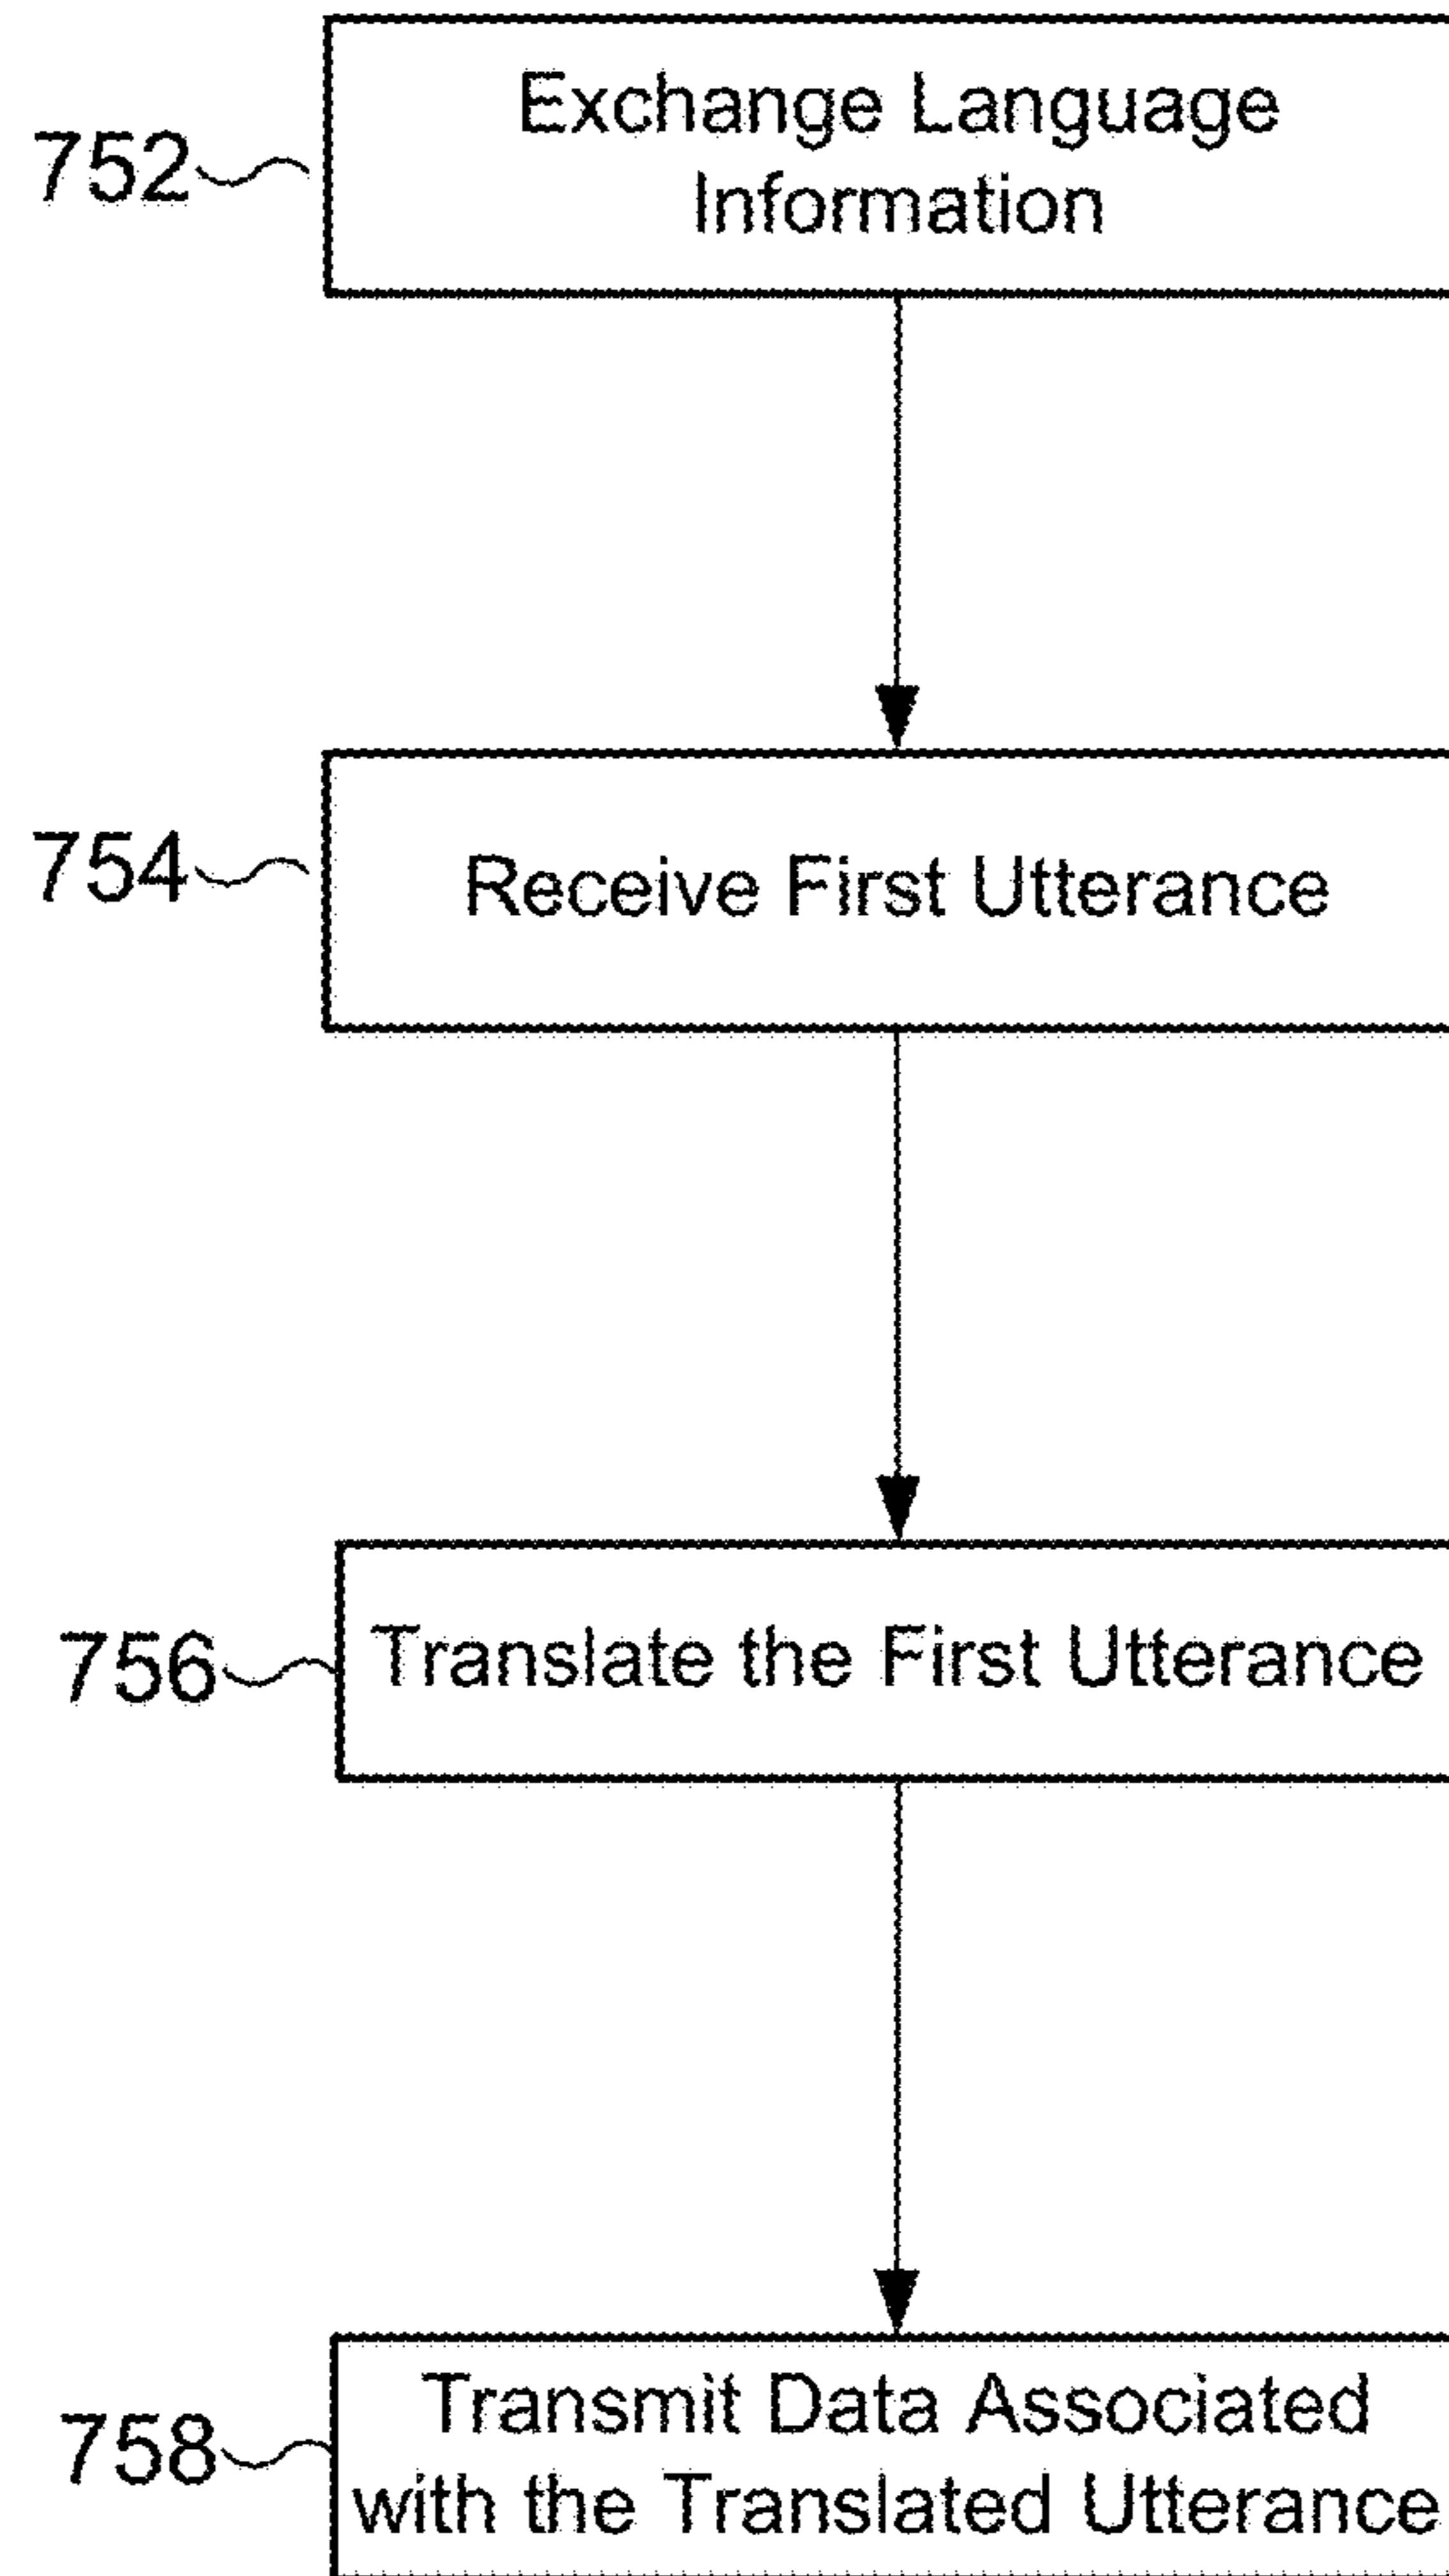 752
Exchange Language
Information
754
Receive First Utterance
756
Translate the First Utterance
758
Transmit Data Associated
with the Translated Utterance